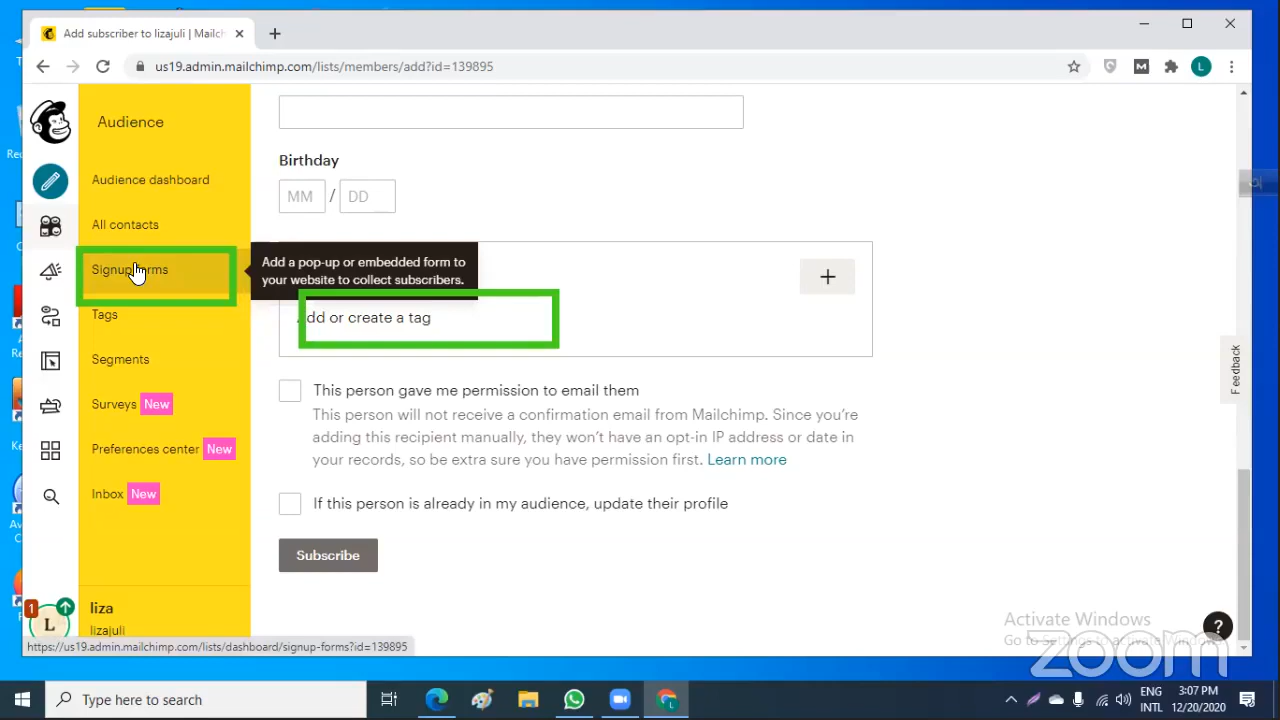 Add subscriber to lizajuli | Mailch
us19.admin.mailchimp.com/lists/members/add?id=139895
L
Audience
Audience dashboard
All contacts
Signup forms
Tags
Segments
Surveys New
Preferences center New
Inbox New
liza
lizajuli
1
L
Birthday
MM / DD
Add a pop-up or embedded form to
your website to collect subscribers.
+
Add or create a tag
This person gave me permission to email them
This person will not receive a confirmation email from Mailchimp. Since you’re
adding this recipient manually, they won’t have an opt-in IP address or date in
your records, so be extra sure you have permission first. Learn more
If this person is already in my audience, update their profile
Subscribe
Feedback
?
Activate Windows
Go to Settings to activate Windows.
zoom
https://us19.admin.mailchimp.com/lists/dashboard/signup-forms?id=139895
Type here to search
ENG
INTL
3:07 PM
12/20/2020